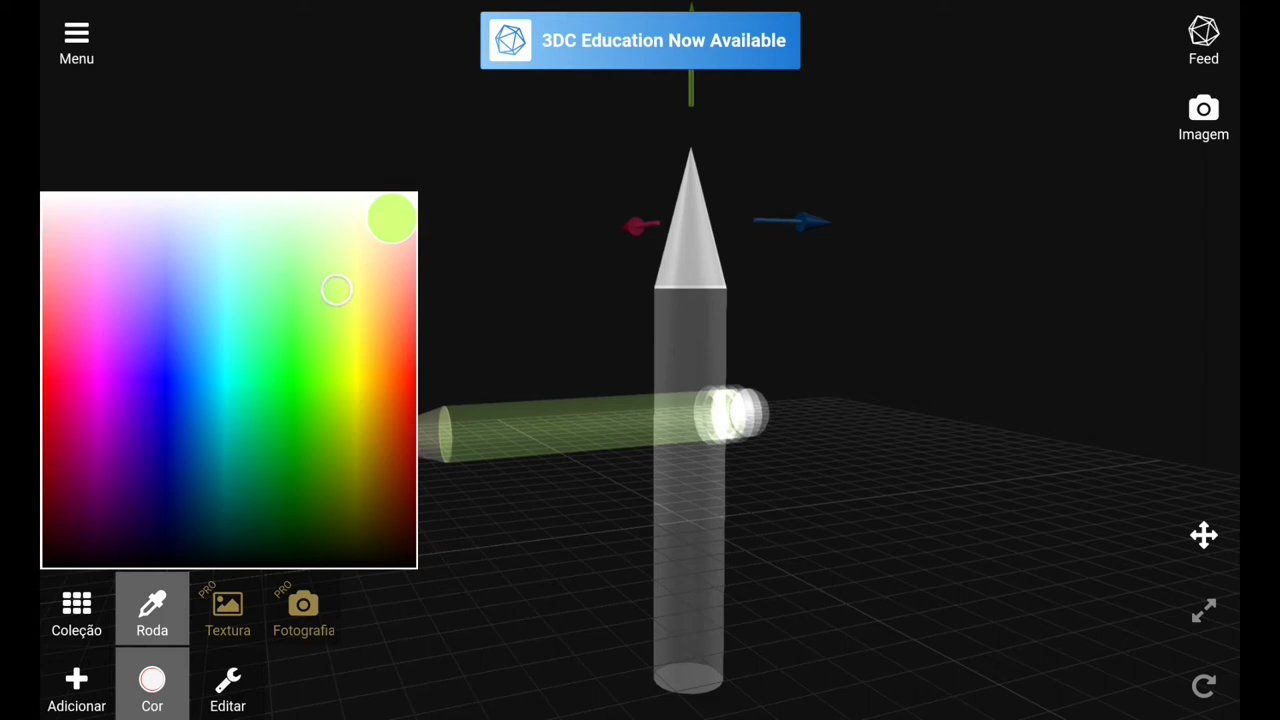 3DC Education Now Available
Menu
Feed
Imagem
PRO
PRO
Coleção
Roda
Textura
Fotografia
Adicionar
Cor
Editar